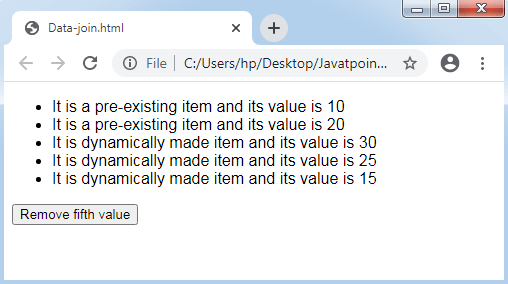 Data-join.html
File
C:/Users/hp/Desktop/Javatpoin...
It is a pre-existing item and its value is 10
It is a pre-existing item and its value is 20
It is dynamically made item and its value is 30
It is dynamically made item and its value is 25
It is dynamically made item and its value is 15
Remove fifth value